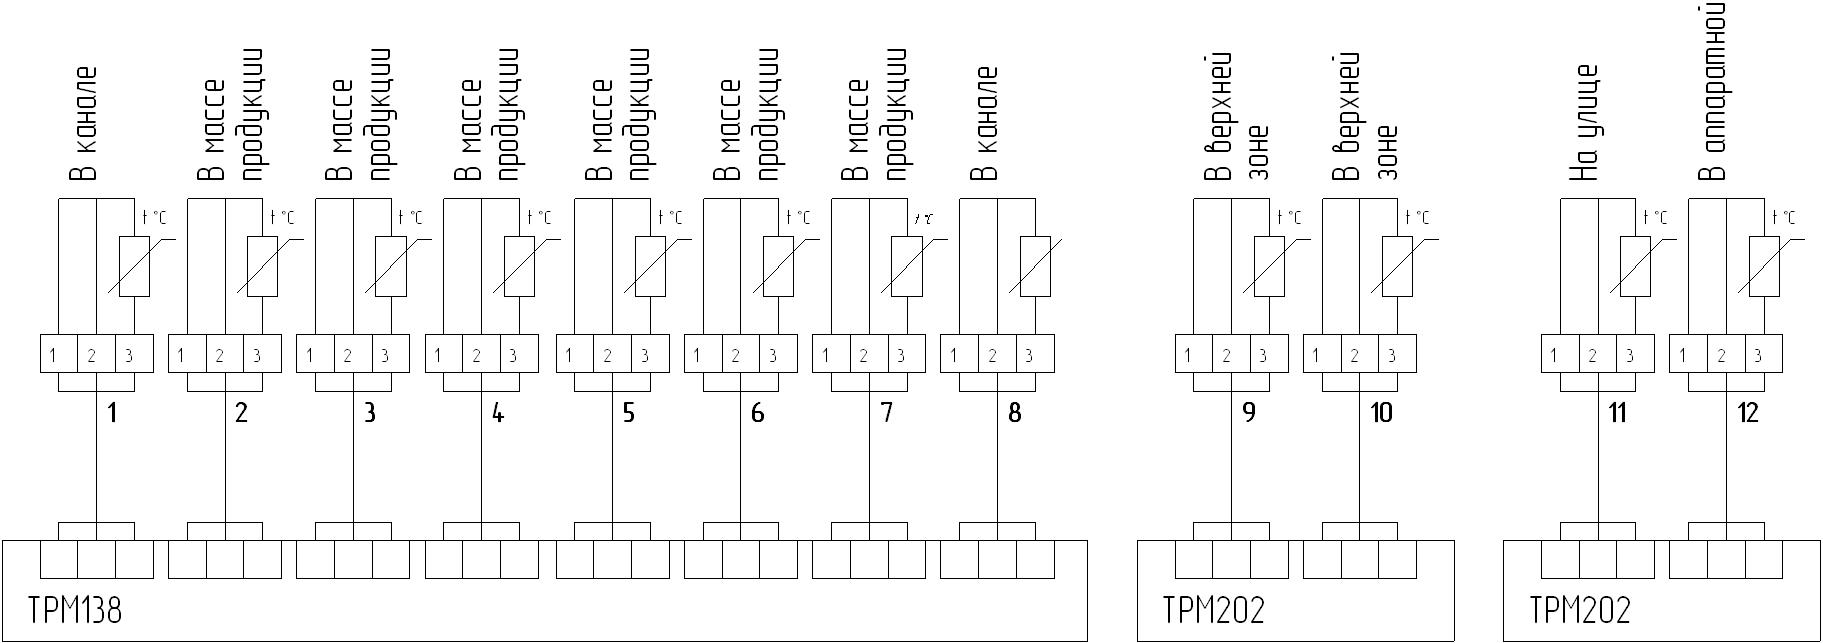 В канале
В массе
продукции
В массе
продукции
В массе
продукции
В массе
продукции
В массе
продукции
В массе
продукции
В канале
В верхней
зоне
В верхней
зоне
На улице
В аппаратной
t °C
t °C
t °C
t °C
t °C
t °C
t °C
t °C
t °C
t °C
t °C
1 2 3
1 2 3
1 2 3
1 2 3
1 2 3
1 2 3
1 2 3
1 2 3
1 2 3
1 2 3
1 2 3
1 2 3
1
2
3
4
5
6
7
8
9
10
11
12
ТРМ138
ТРМ202
ТРМ202